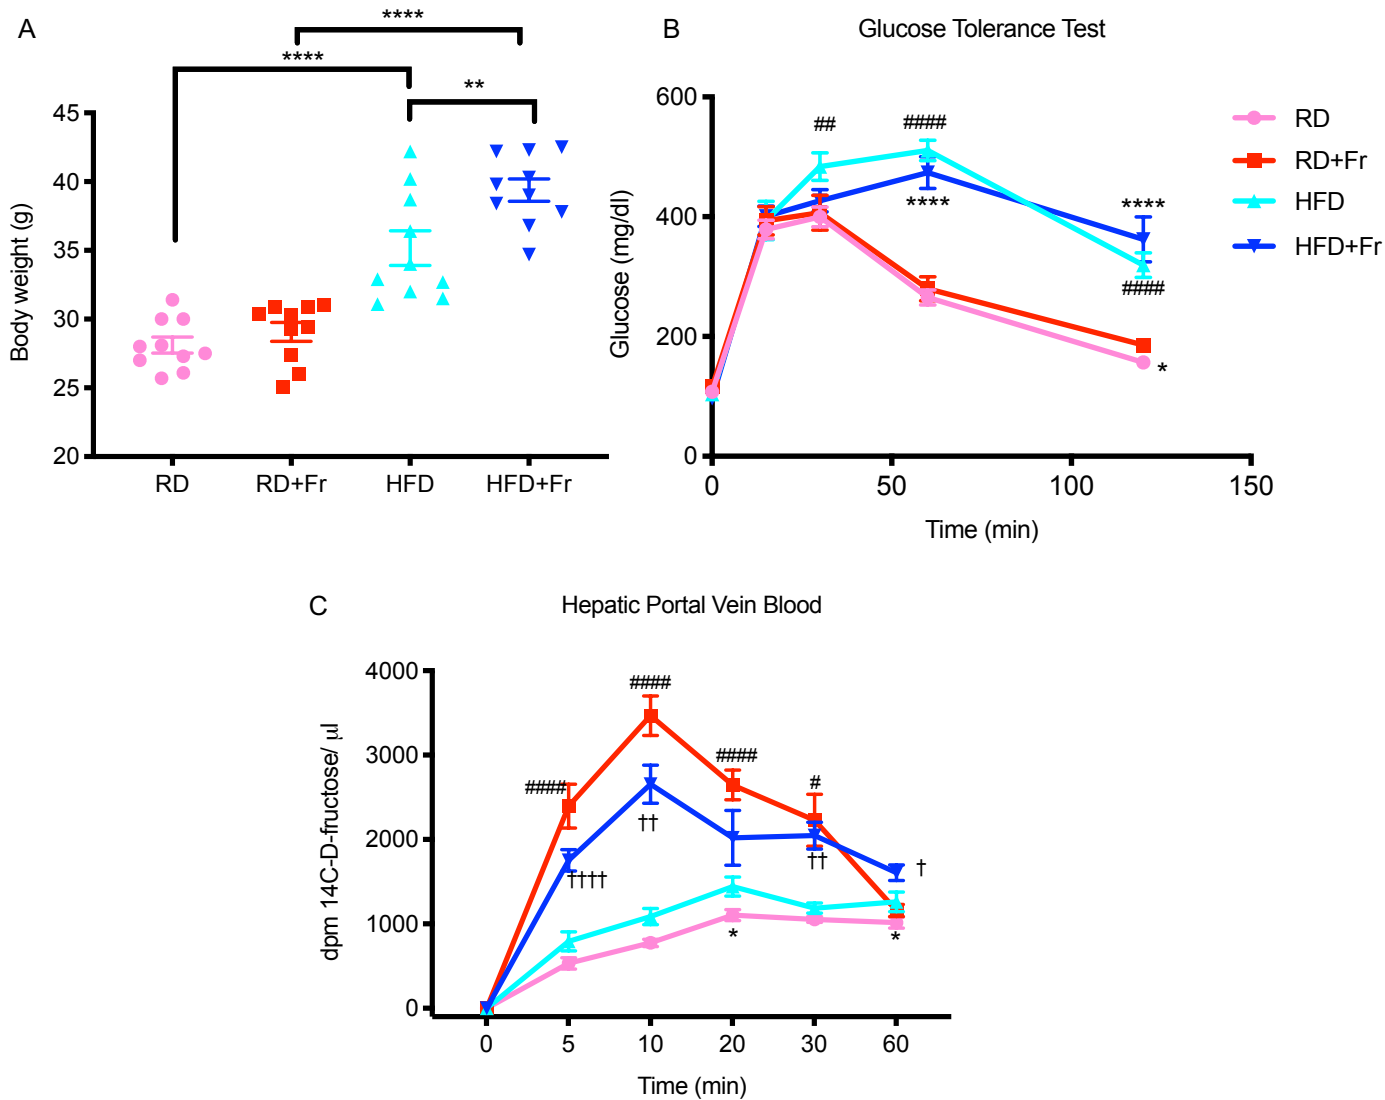 A
****
****
**
45
40
35
30
25
20
Body weight (g)
RD
RD+Fr
HFD
HFD+Fr
B
Glucose Tolerance Test
600
400
200
0
Glucose (mg/dl)
##
####
****
****
####
*
0
50
100
150
Time (min)
RD
RD+Fr
HFD
HFD+Fr
C
Hepatic Portal Vein Blood
4000
3000
2000
1000
0
dpm 14C-D-fructose/ μl
####
####
####
#
††††
††
††
†
*
*
0
5
10
20
30
60
Time (min)